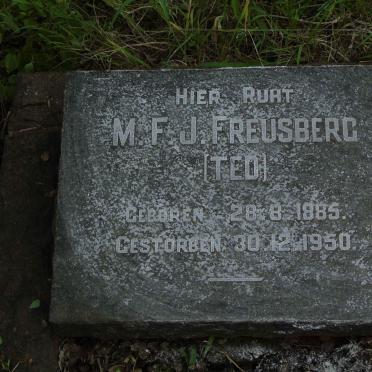 HIER RUHT
M. F. J. FREUSBERG
(TED)
GEBOREN - 28. 8. 1885.
GESTORBEN. 30. 12. 1950.